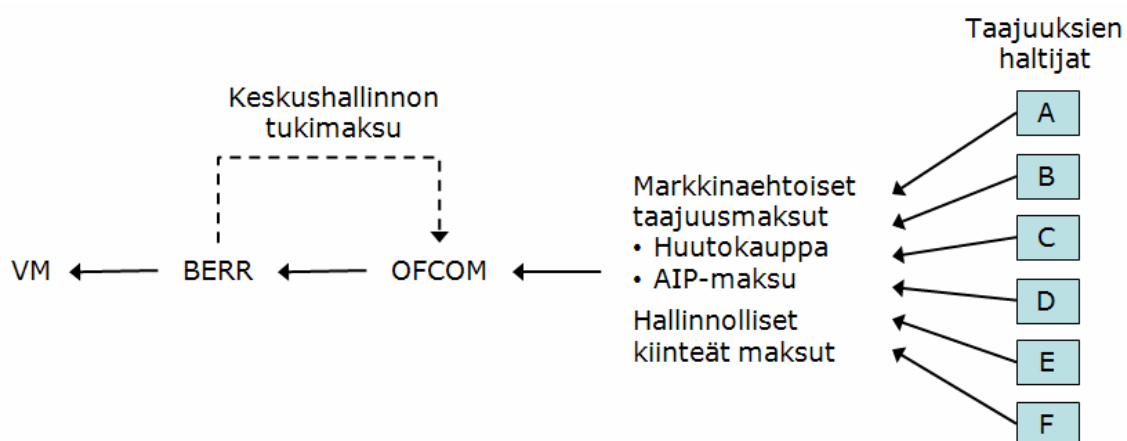 Taajuuksien
haltijat
Keskushallinnon
tukimaksu
VM
BERR
OFCOM
Markkinaehtoiset
taajuusmaksut
• Huutokauppa
• AIP-maksu
Hallinnolliset
kiinteät maksut
A
B
C
D
E
F